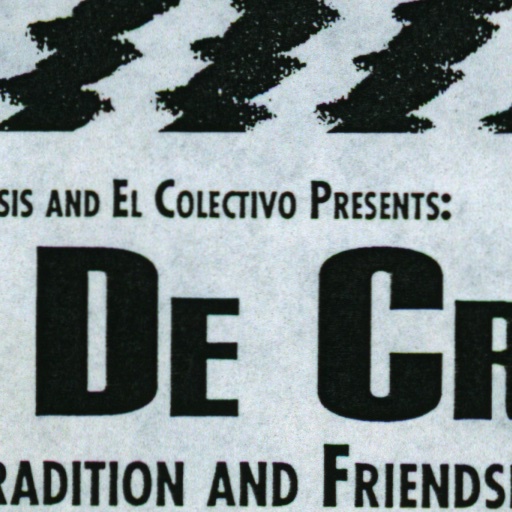 SIS AND EL COLECTIVO PRESENTS:
DE CR
RADITION AND FRIENDS